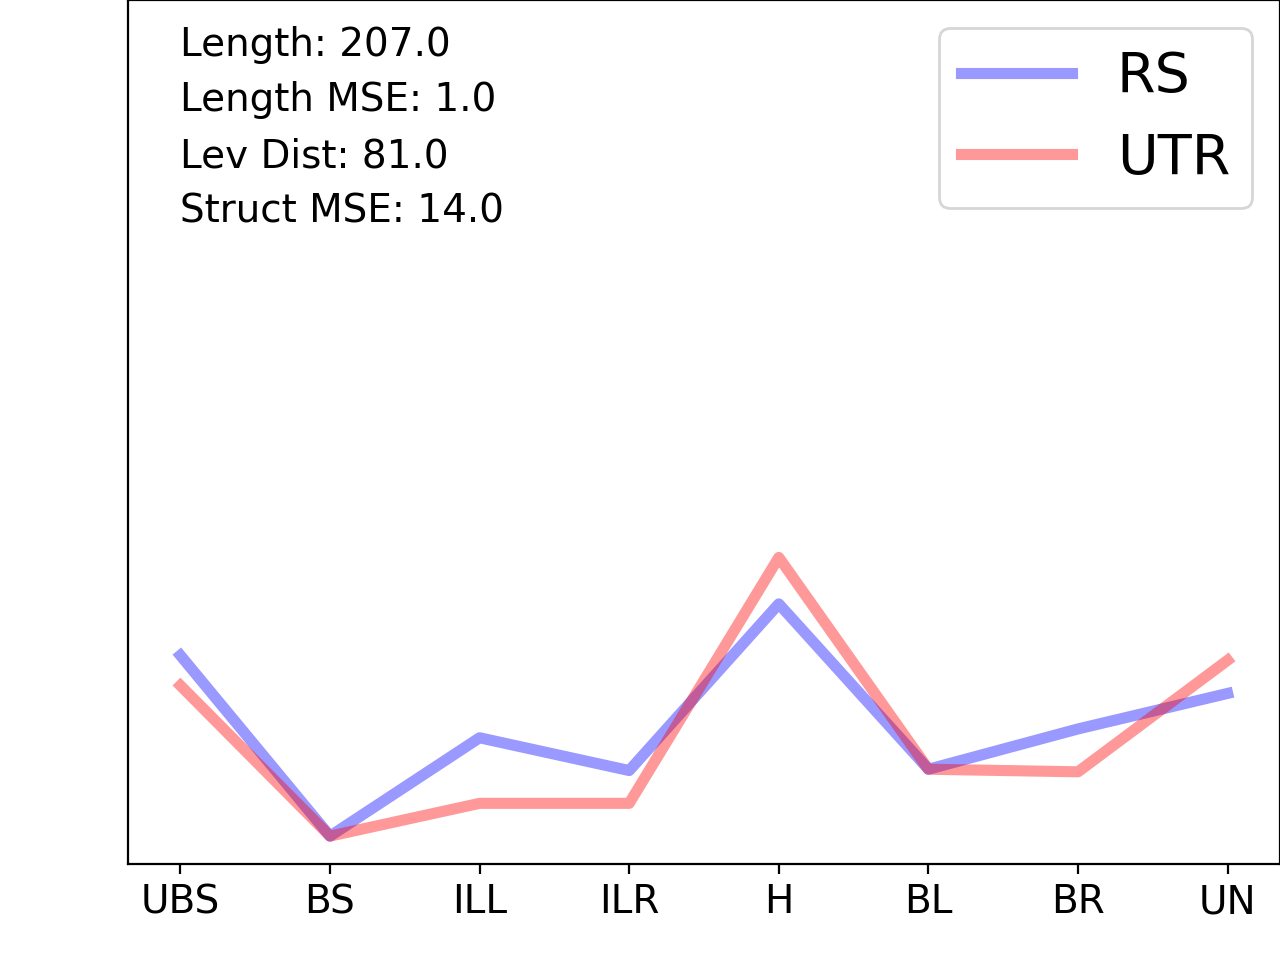 Length: 207.0
Length MSE: 1.0
Lev Dist: 81.0
Struct MSE: 14.0
RS
UTR
UBS BS ILL ILR H BL BR UN